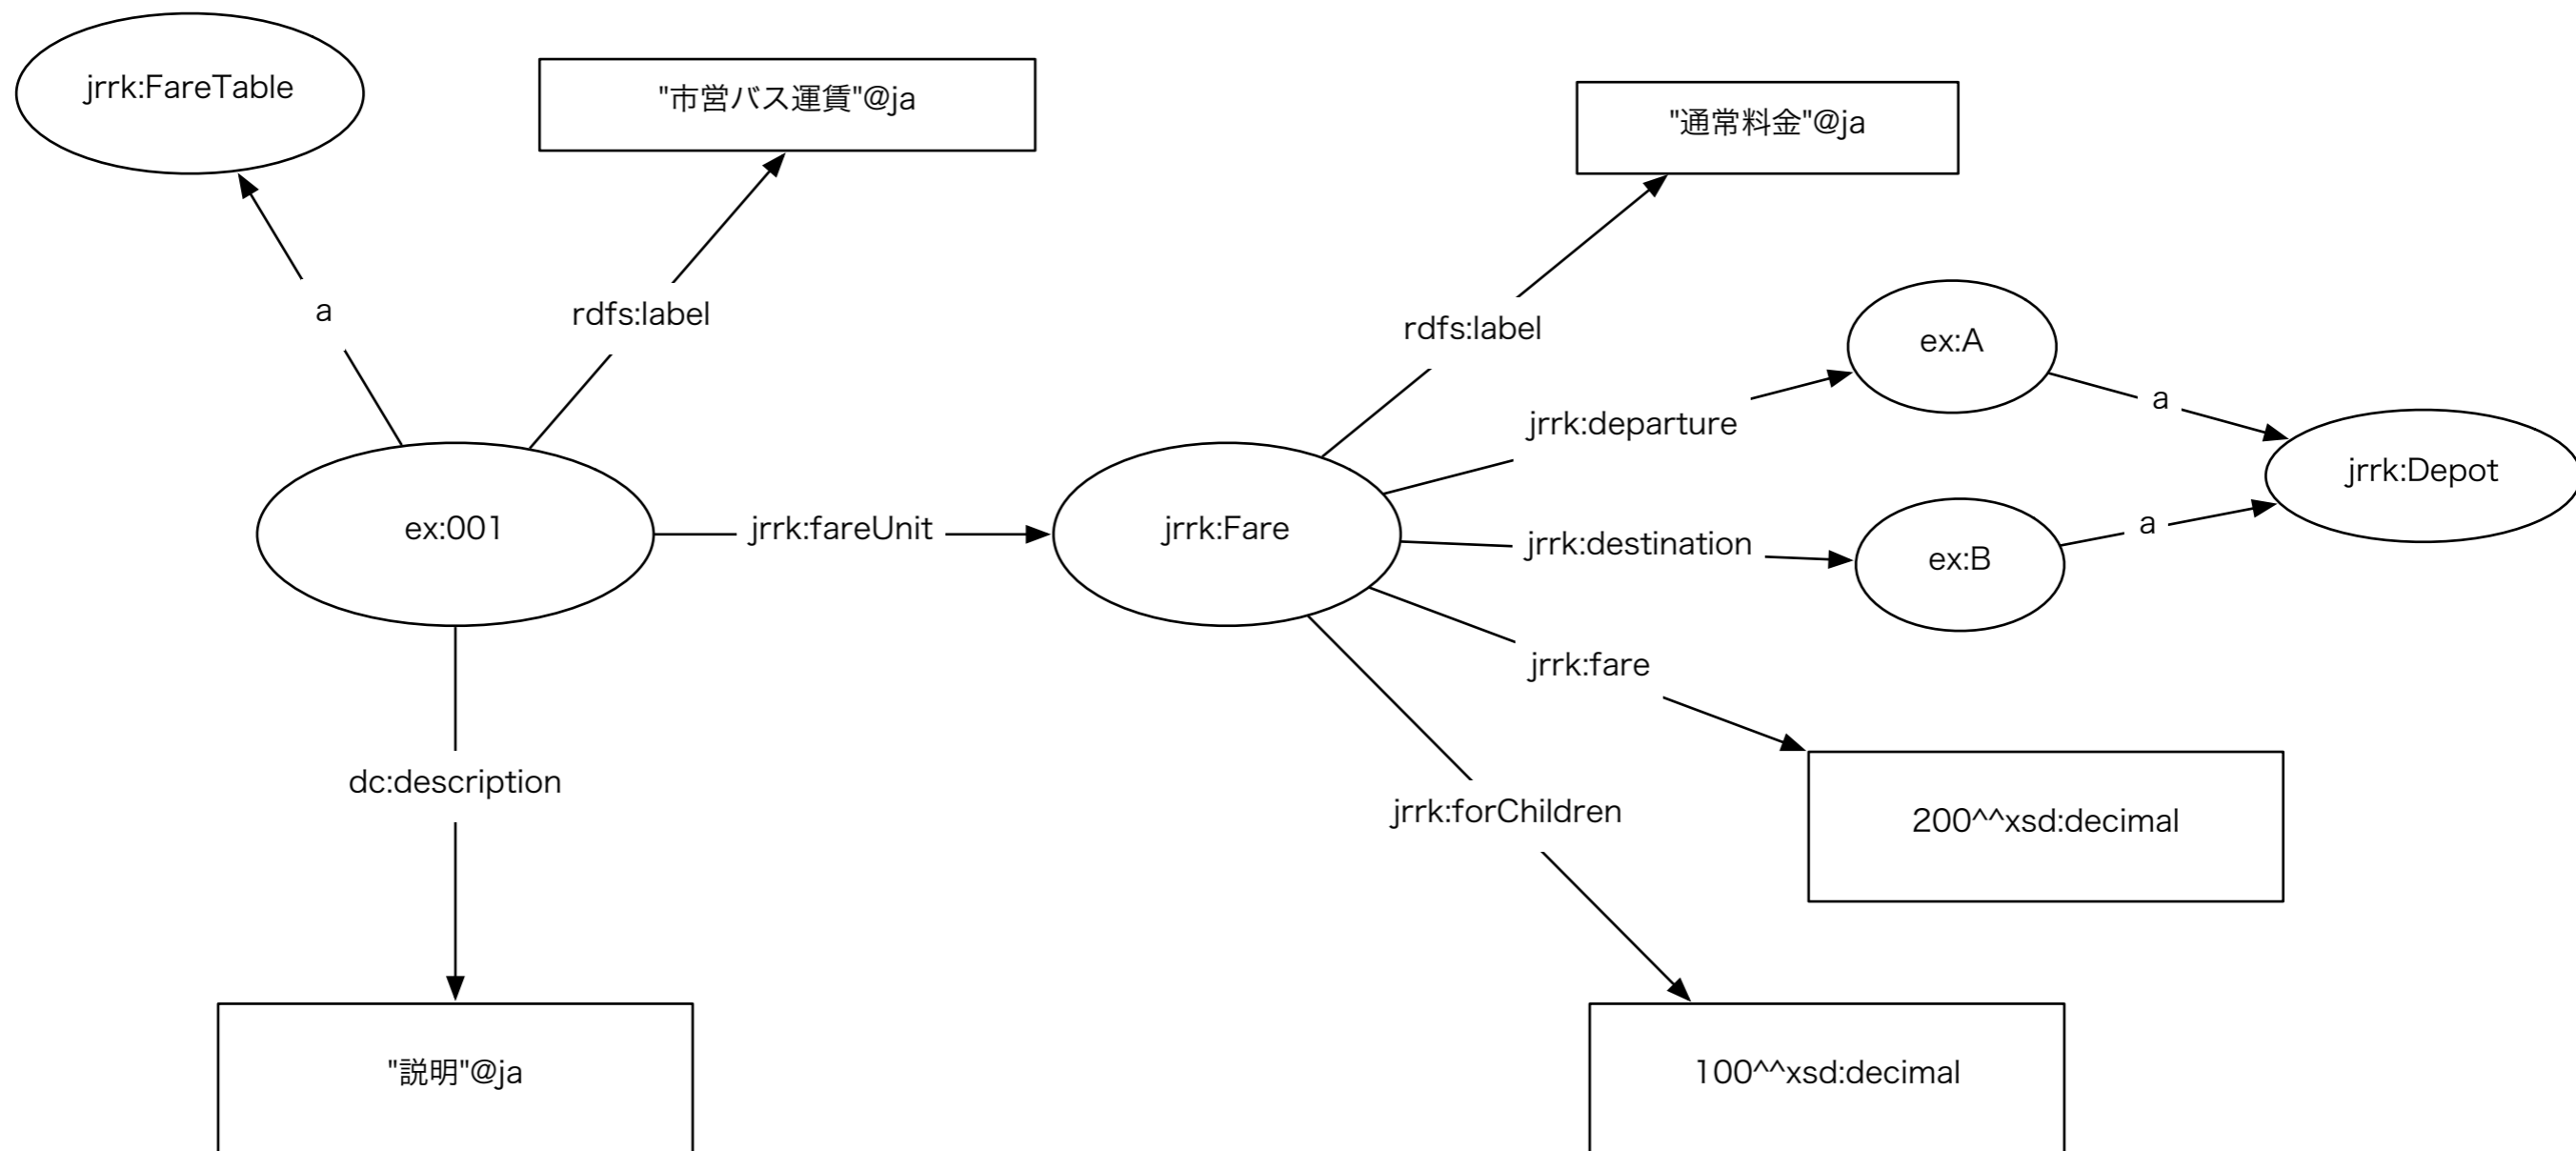 jrrk:FareTable
"市営バス運賃"@ja
"通常料金"@ja
a
rdfs:label
rdfs:label
ex:A
jrrk:departure
a
jrrk:Depot
ex:001
jrrk:fareUnit
jrrk:Fare
jrrk:destination
ex:B
a
jrrk:fare
dc:description
jrrk:forChildren
200^^xsd:decimal
"説明"@ja
100^^xsd:decimal